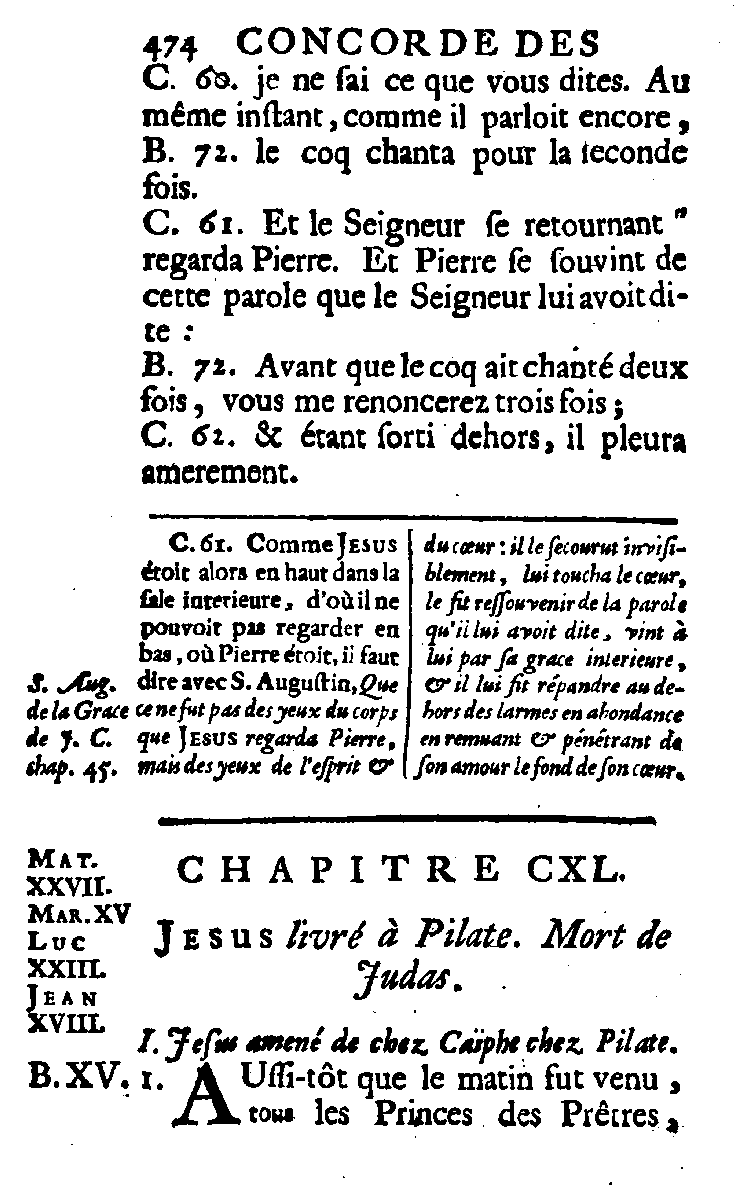 474 CONCORDE DES
C. 60. je ne ſai ce que vous dites. Au
même inſtant, comme il parloit encore,
B. 72. le coq chanta pour la ſeconde
fois.
C. 61. Et le Seigneur ſe retournant "
regarda Pierre. Et Pierre ſe ſouvint de
cette parole que le Seigneur lui avoit di-
te :
B. 72. Avant que le coq ait chanté deux
fois, vous me renoncerez trois fois;
C. 62. & étant ſorti dehors, il pleura
amerement.
C. 61. Comme JESUS
étoit alors en haut dans la
ſale interieure, d'où il ne
pouvoit pas regarder en
bas, où Pierre étoit, il faut
dire avec S. Auguſtin, Que
ce ne fut pas des yeux du corps
que JESUS regarda Pierre,
mais des yeux de l'eſprit &
du cœur: il le ſecourut inviſi-
blement, lui toucha le cœur,
le fit reſſouvenir de la parole
qu'il lui avoit dite, vint à
lui par ſa grace interieure,
& il lui fit répandre au de-
hors des larmes en abondance
en remuant & pénétrant de
ſon amour le fond de ſon cœur.
S. Aug.
de la Grace
de J. C.
chap. 45.
CHAPITRE CXL.
MAT.
XXVII.
MAR. XV
LUC
XXIII.
JEAN
XVIII.
JESUS livré à Pilate. Mort de
Judas.
I. Jeſus amené de chez Caïphe chez Pilate.
B. XV. 1. AUſſi-tôt que le matin fut venu,
tous les Princes des Prêtres,